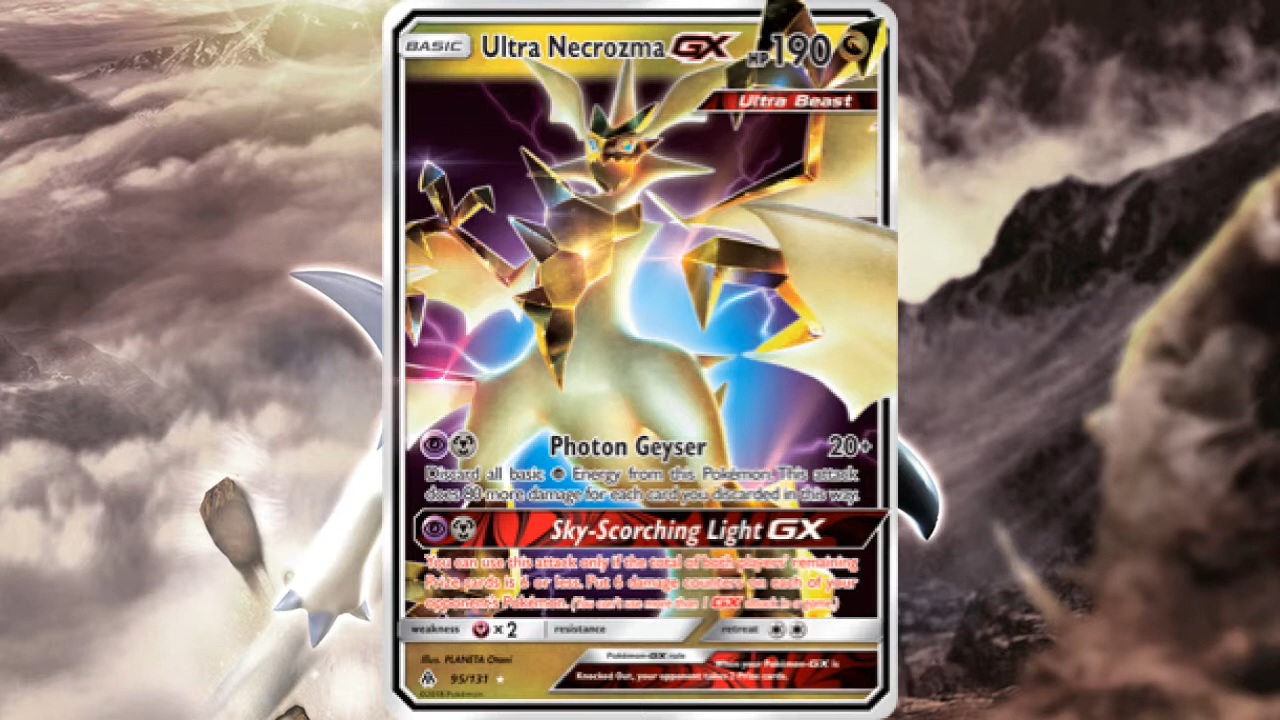 BASIC Ultra Necrozma GX HP190
Ultra Beast
Photon Geyser 20+
Discard all basic Energy from this Pokémon. This attack
does 80 more damage for each card you discarded in this way.
Sky-Scorching Light GX
You can use this attack only if the total of both players' remaining
Prize cards is 6 or less. Put 6 damage counters on each of your
opponent's Pokémon. (You can't use more than 1 GX attack in a game.)
weakness ×2 resistance retreat
Illus. PLANETA Otani
95/131
©2018 Pokémon
Pokémon-GX rule
When your Pokémon-GX is
Knocked Out, your opponent takes 2 Prize cards.